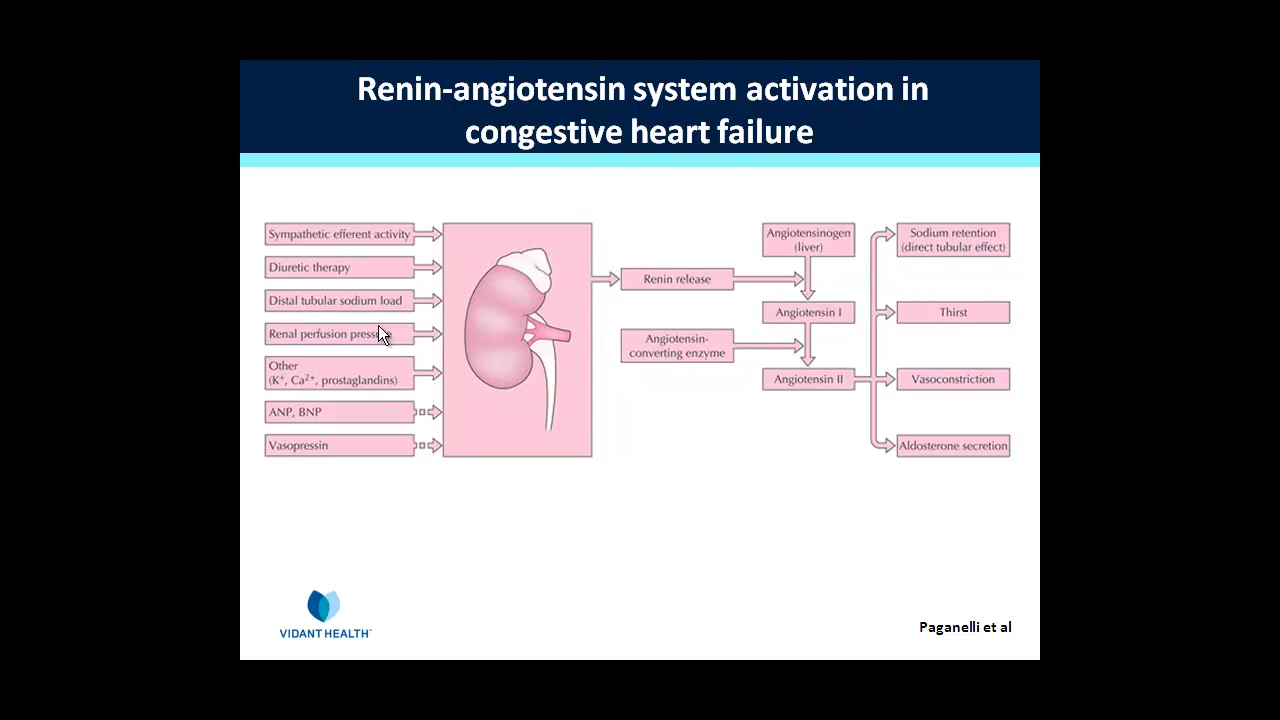 Renin-angiotensin system activation in
congestive heart failure
Sympathetic efferent activity
Diuretic therapy
Distal tubular sodium load
Renal perfusion
Other
(K⁺, Ca²⁺, prostaglandins)
ANP, BNP
Vasopressin
Renin release
Angiotensin-
converting enzyme
Angiotensinogen
(liver)
Angiotensin I
Angiotensin II
Sodium retention
(direct tubular effect)
Thirst
Vasoconstriction
Aldosterone secretion
VIDANT HEALTH™
Paganelli et al